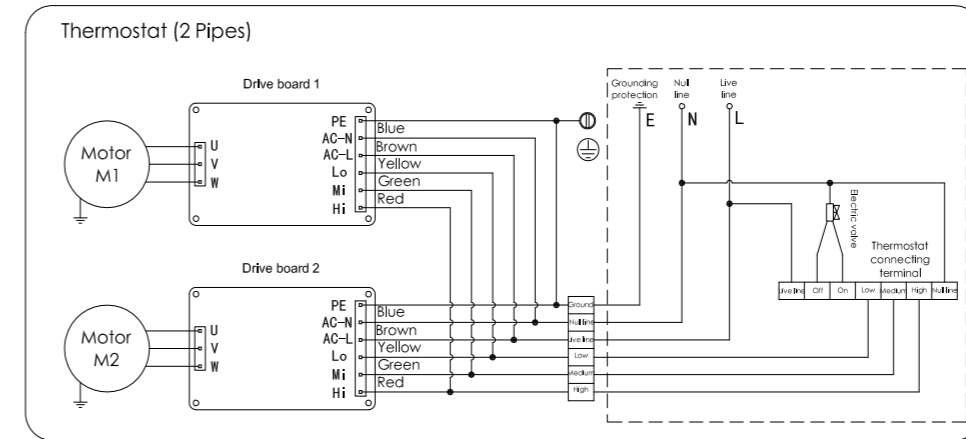 Thermostat (2 Pipes)
Drive board 1
Motor
M1
U
V
W
PE
AC-N
AC-L
Lo
Mi
Hi
Blue
Brown
Yellow
Green
Red
Drive board 2
Motor
M2
U
V
W
PE
AC-N
AC-L
Lo
Mi
Hi
Blue
Brown
Yellow
Green
Red
Ground
Null line
Live line
Low
Medium
High
Grounding
protection
E
Null
line
N
Live
line
L
Electric valve
Thermostat
connecting
terminal
Live line
Off
On
Low
Medium
High
Null line